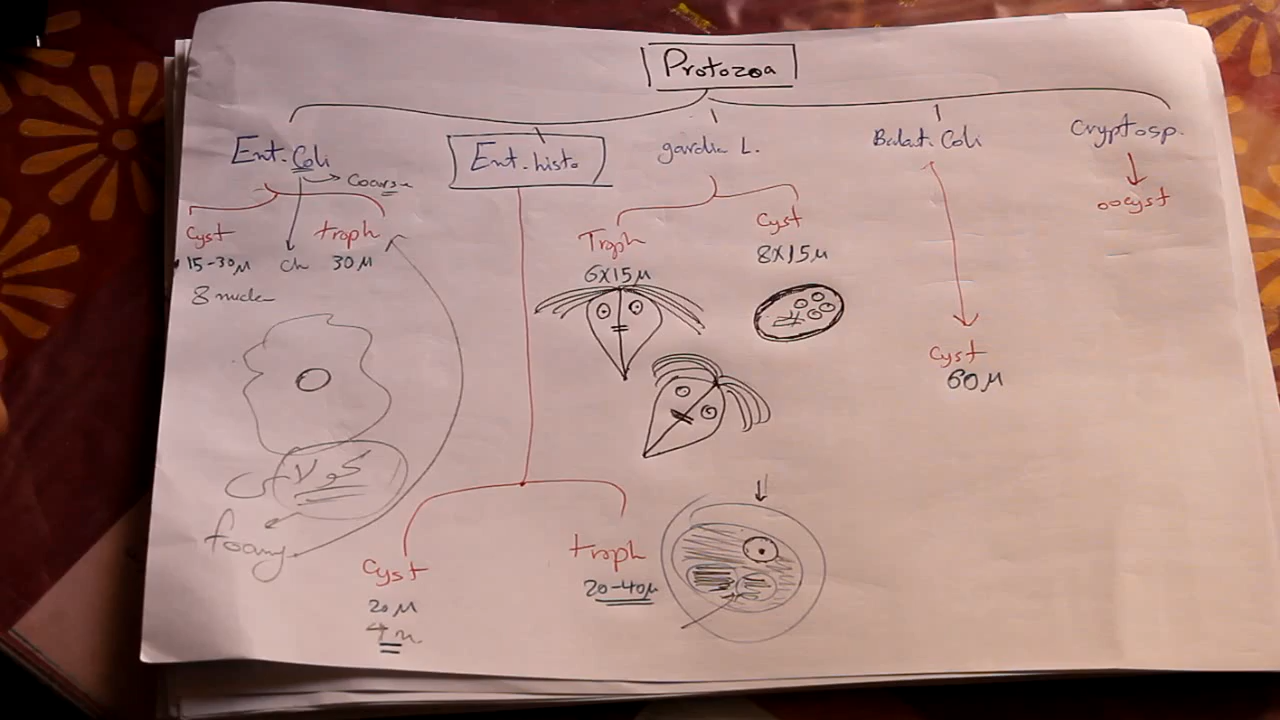 Protozoa
Ent. Coli
Coarse
Cyst
15-30μ
8 nucle
Ch
troph
30μ
foamy
Ent. histo
Cyst
20μ
4 n
troph
20-40μ
gardia L.
Troph
6X15μ
Cyst
8X15μ
Balat. Coli
Cyst
60μ
Cryptosp.
oocyst